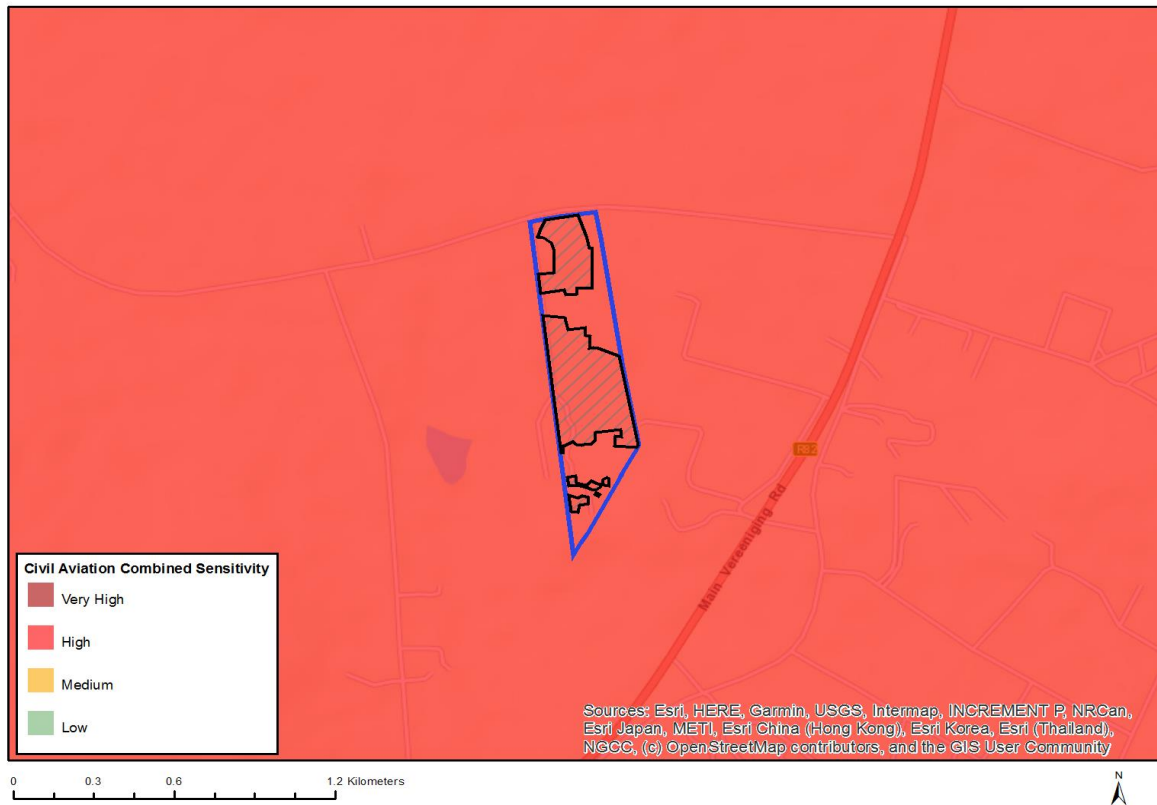 R82
Main Vereeniging Rd
Civil Aviation Combined Sensitivity
Very High
High
Medium
Low
Sources: Esri, HERE, Garmin, USGS, Intermap, INCREMENT P, NRCan,
Esri Japan, METI, Esri China (Hong Kong), Esri Korea, Esri (Thailand),
NGCC, (c) OpenStreetMap contributors, and the GIS User Community
0 0.3 0.6 1.2 Kilometers
N